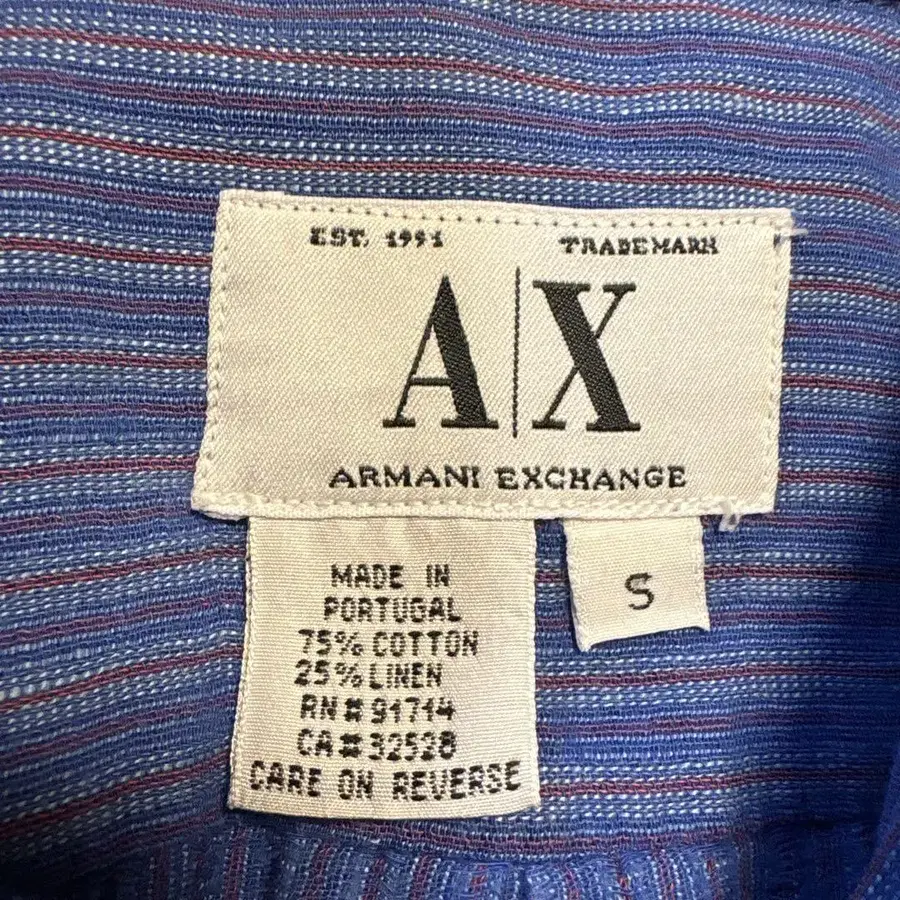 EST. 1991 TRADEMARK
A|X
ARMANI EXCHANGE
S
MADE IN
PORTUGAL
75% COTTON
25% LINEN
RN# 91714
CA# 32528
CARE ON REVERSE